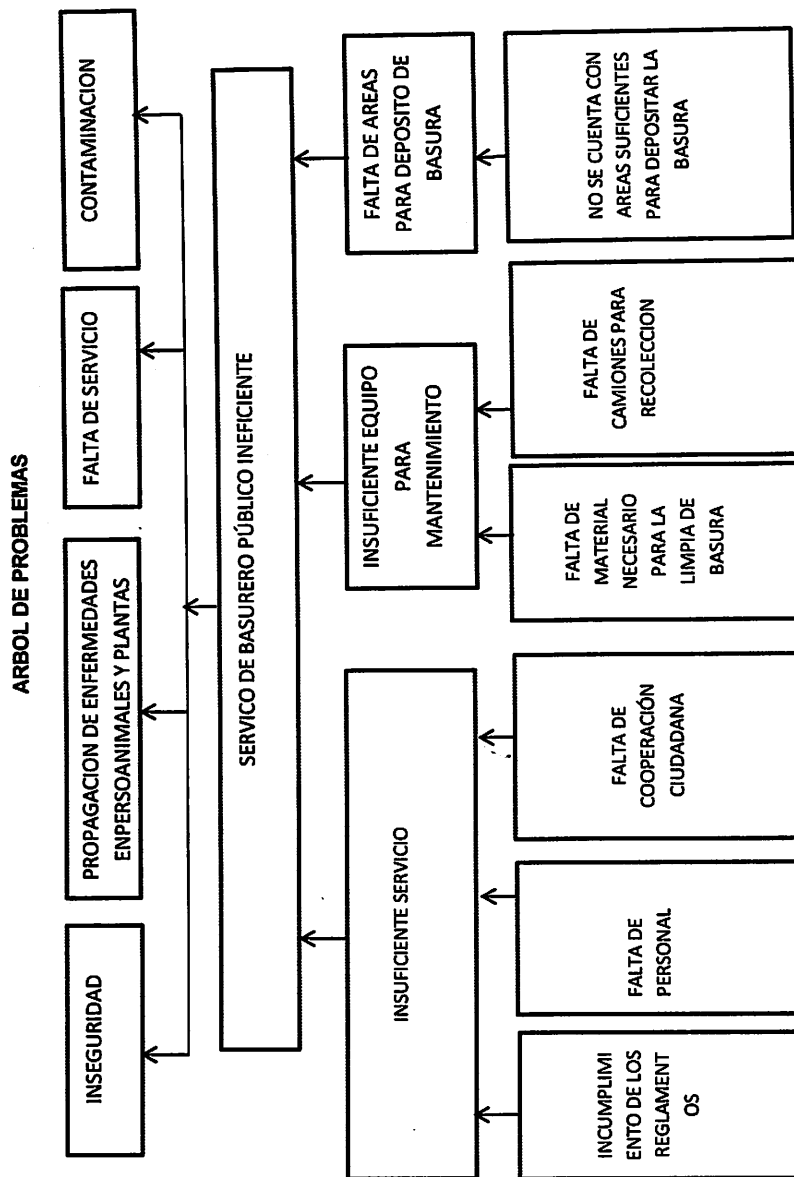 ARBOL DE PROBLEMAS
INSEGURIDAD
PROPAGACION DE ENFERMEDADES
ENPERSOANIMALES Y PLANTAS
FALTA DE SERVICIO
CONTAMINACION
SERVICO DE BASURERO PÚBLICO INEFICIENTE
INSUFICIENTE SERVICIO
INSUFICIENTE EQUIPO
PARA
MANTENIMIENTO
FALTA DE AREAS
PARA DEPOSITO DE
BASURA
INCUMPLIMI
ENTO DE LOS
REGLAMENT
OS
FALTA DE
PERSONAL
FALTA DE
COOPERACIÓN
CIUDADANA
FALTA DE
MATERIAL
NECESARIO
PARA LA
LIMPIA DE
BASURA
FALTA DE
CAMIONES PARA
RECOLECCION
NO SE CUENTA CON
AREAS SUFICIENTES
PARA DEPOSITAR LA
BASURA